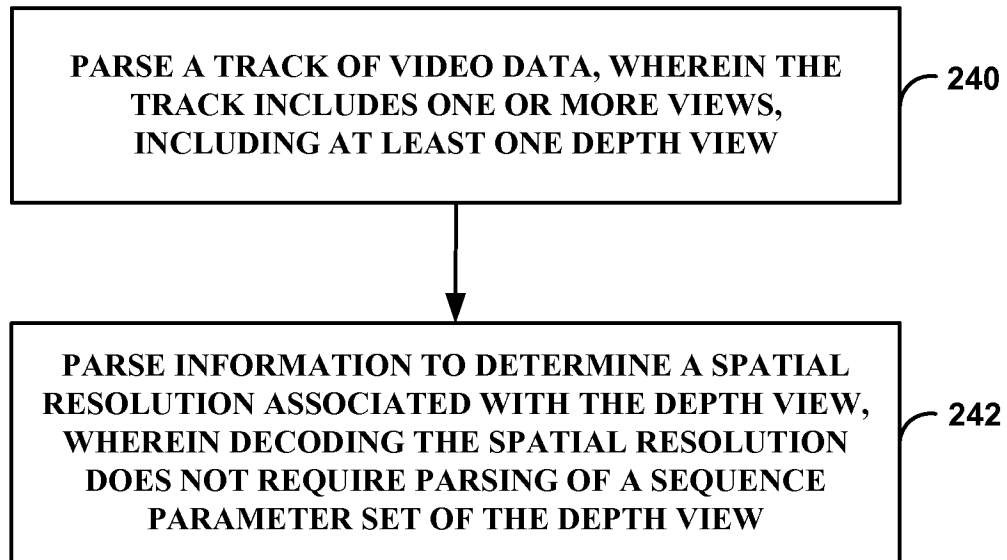 PARSE A TRACK OF VIDEO DATA, WHEREIN THE
TRACK INCLUDES ONE OR MORE VIEWS,
INCLUDING AT LEAST ONE DEPTH VIEW
240
PARSE INFORMATION TO DETERMINE A SPATIAL
RESOLUTION ASSOCIATED WITH THE DEPTH VIEW,
WHEREIN DECODING THE SPATIAL RESOLUTION
DOES NOT REQUIRE PARSING OF A SEQUENCE
PARAMETER SET OF THE DEPTH VIEW
242